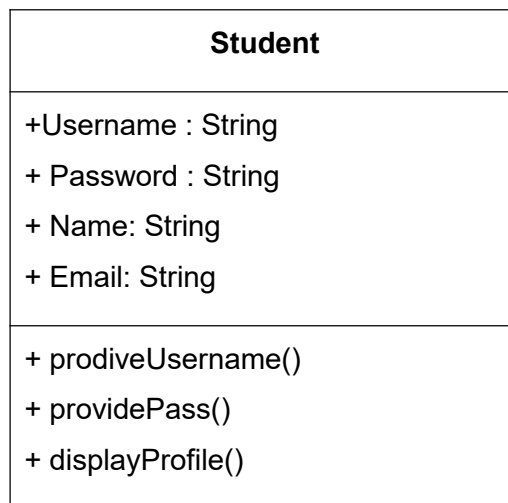 Student
+Username : String
+ Password : String
+ Name: String
+ Email: String
+ prodiveUsername()
+ providePass()
+ displayProfile()